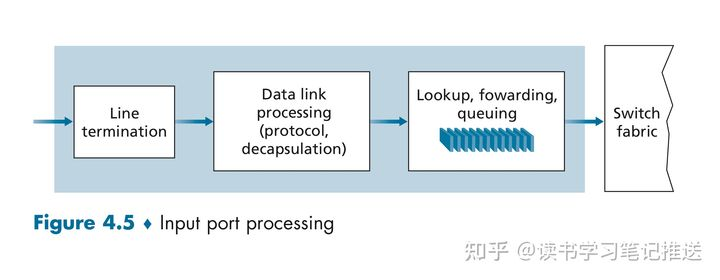 Line
termination
Data link
processing
(protocol,
decapsulation)
Lookup, fowarding,
queuing
Switch
fabric
Figure 4.5 ♦ Input port processing
知乎 @读书学习笔记推送